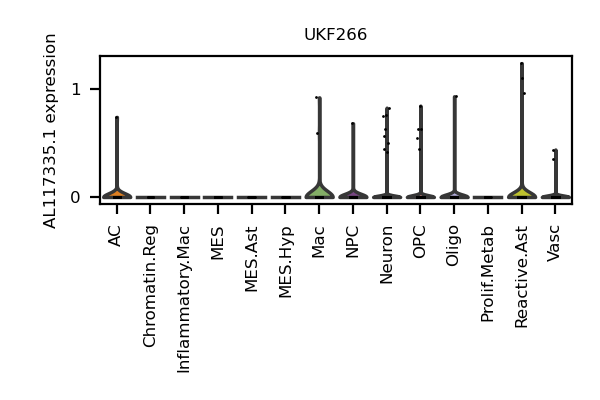 UKF266
AL117335.1 expression
1
0
AC
Chromatin.Reg
Inflammatory.Mac
MES
MES.Ast
MES.Hyp
Mac
NPC
Neuron
OPC
Oligo
Prolif.Metab
Reactive.Ast
Vasc